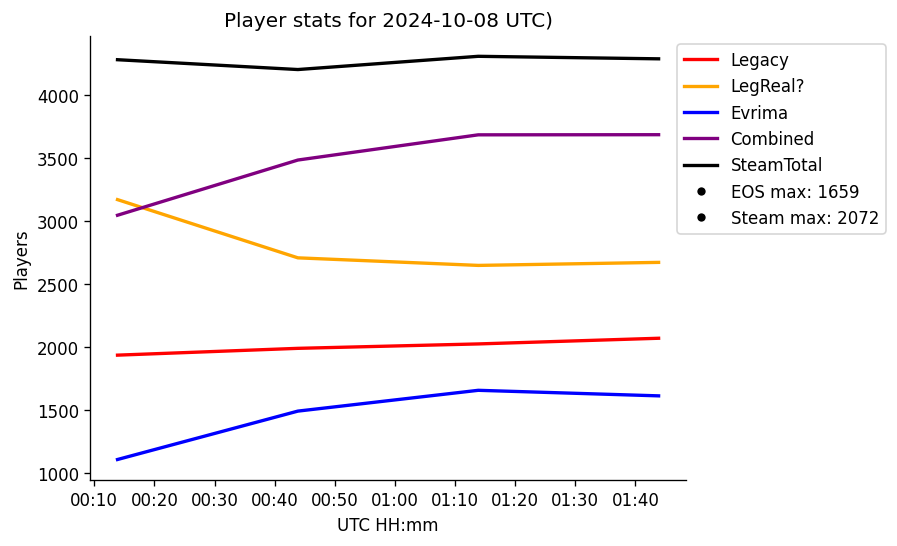 Player stats for 2024-10-08 UTC)
Legacy
LegReal?
Evrima
Combined
SteamTotal
EOS max: 1659
Steam max: 2072
Players
4000
3500
3000
2500
2000
1500
1000
00:10 00:20 00:30 00:40 00:50 01:00 01:10 01:20 01:30 01:40
UTC HH:mm